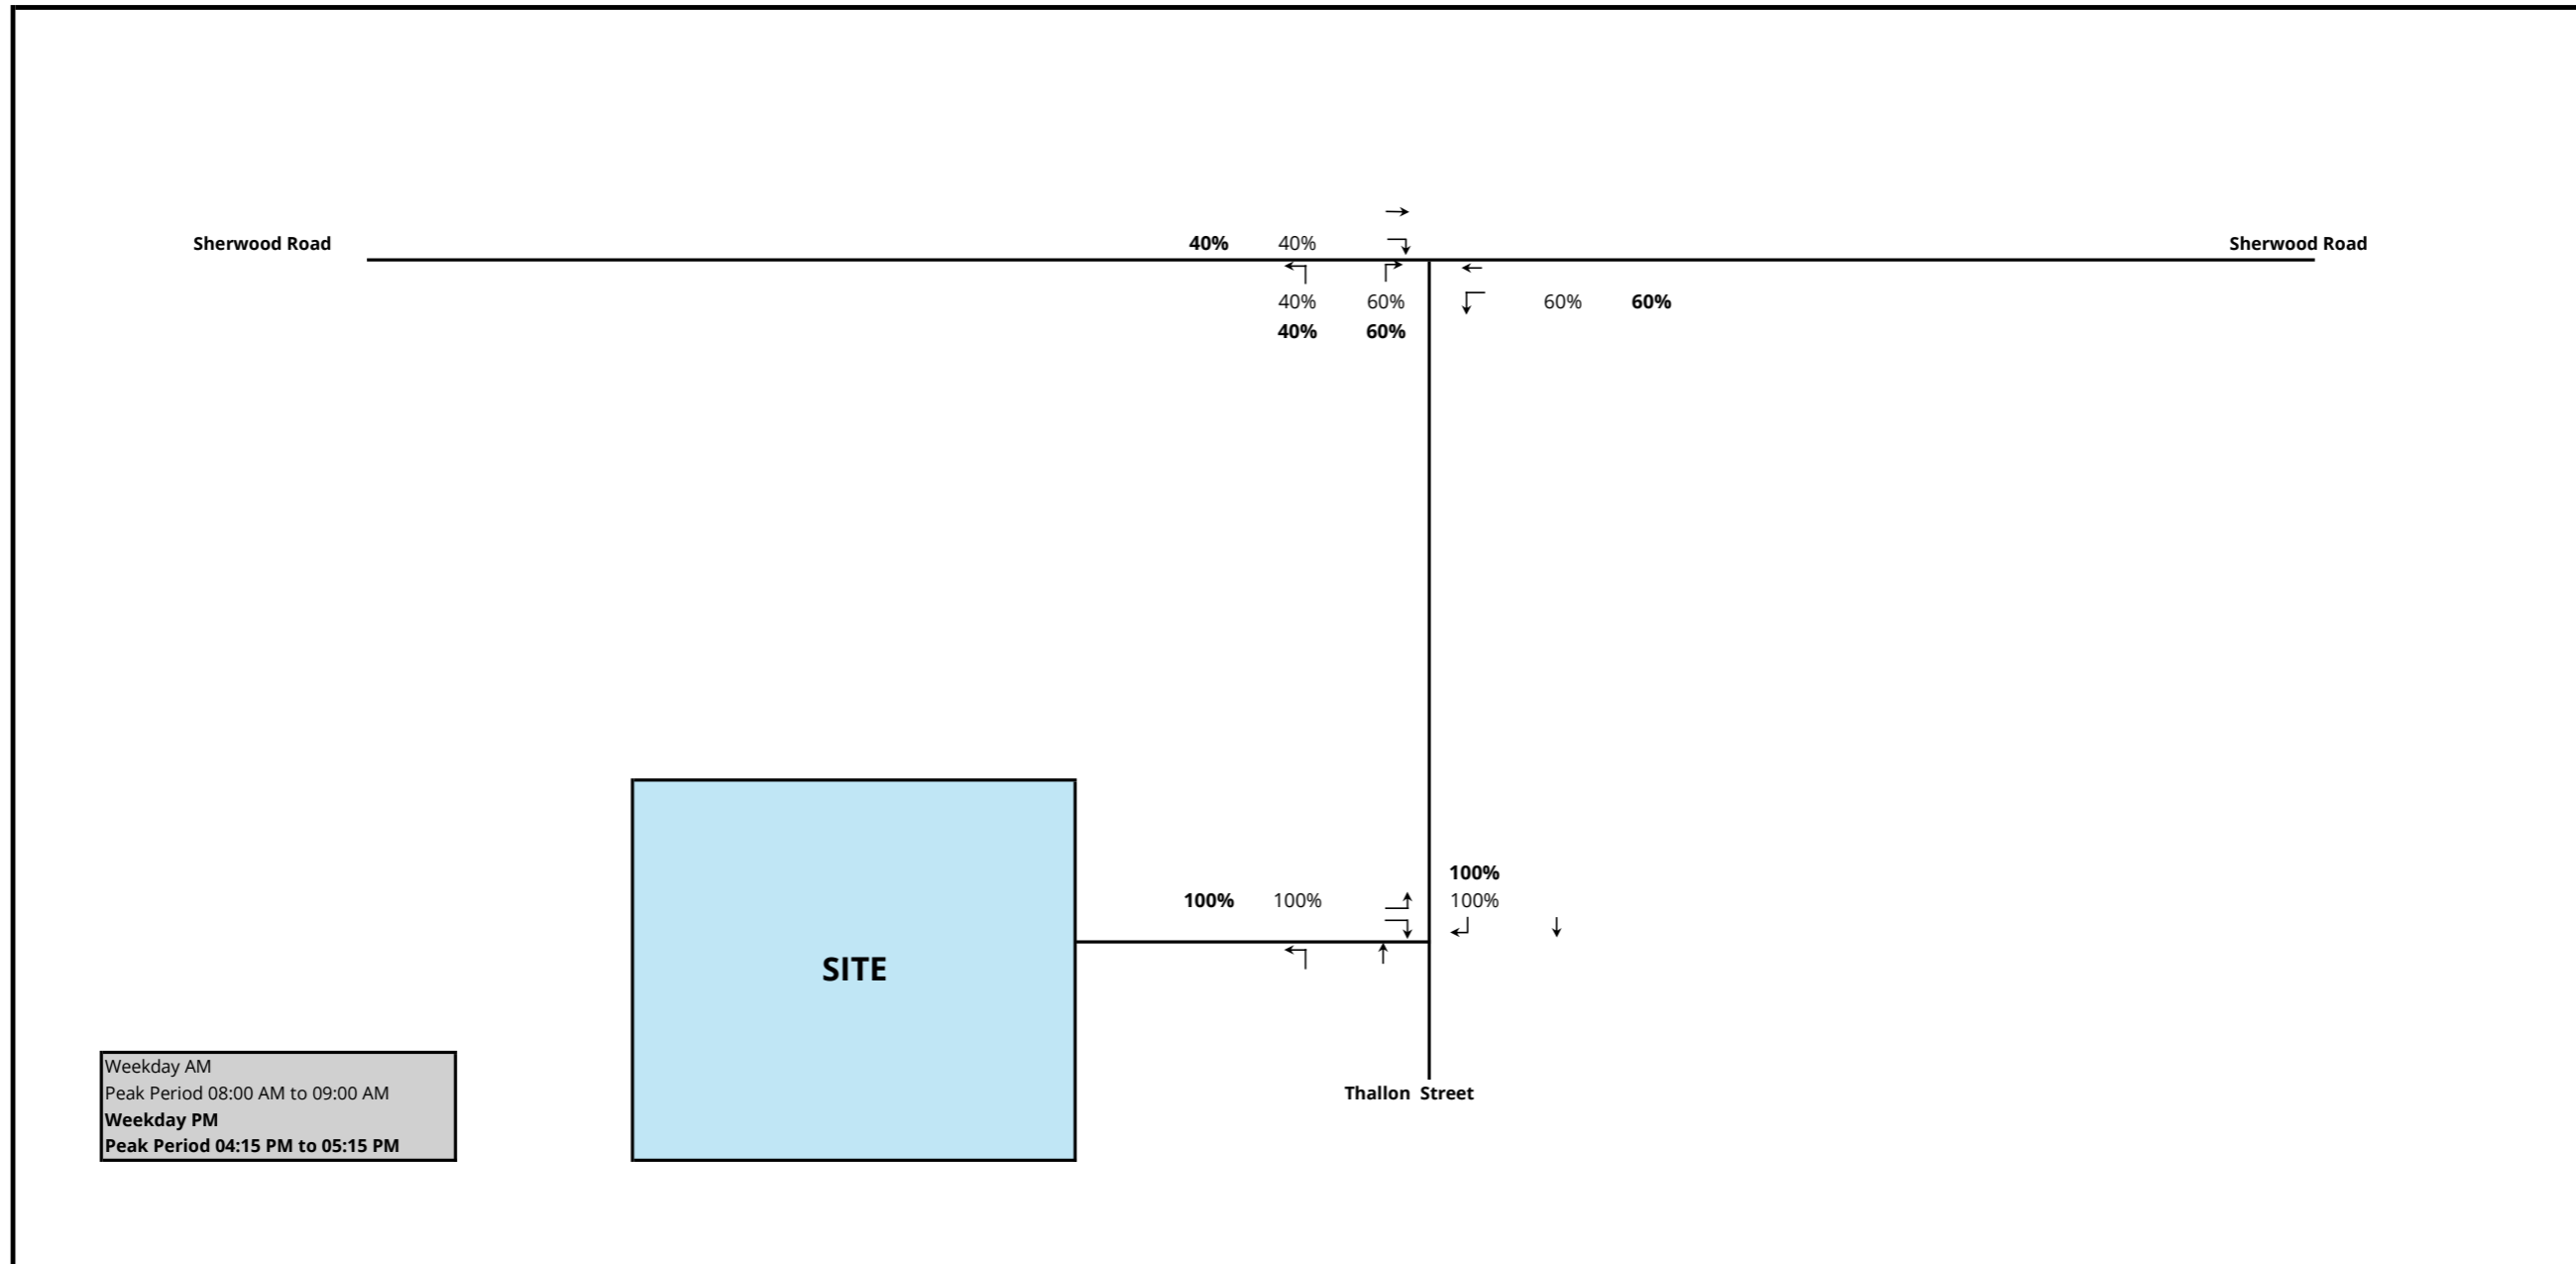 Sherwood Road
40% 40%
Sherwood Road
40% 60%
60% 60%
40% 60%
100%
100% 100%
100%
SITE
Weekday AM
Peak Period 08:00 AM to 09:00 AM
Weekday PM
Peak Period 04:15 PM to 05:15 PM
Thallon Street